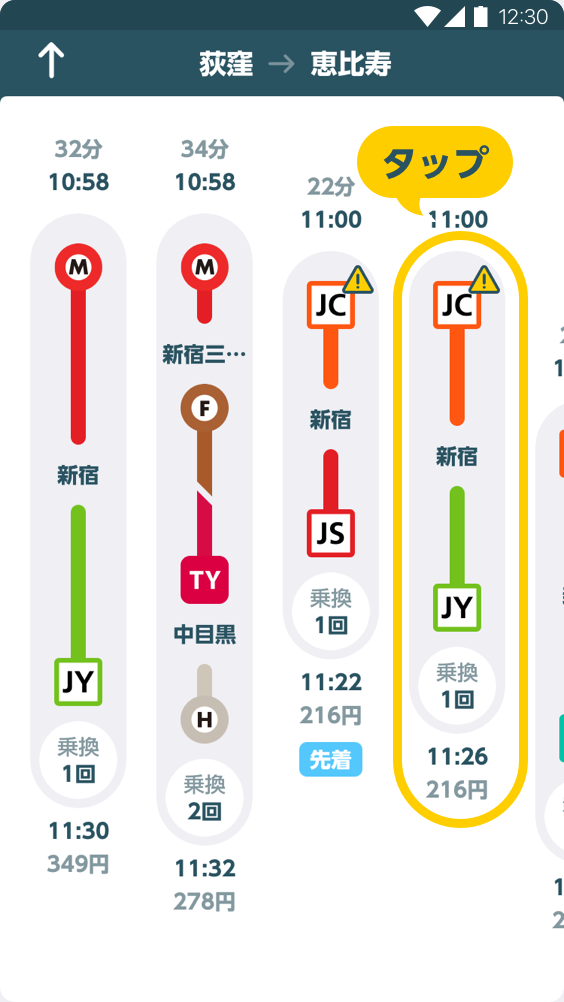 12:30
荻窪 → 恵比寿
32分
10:58
M
新宿
JY
乗換
1回
11:30
349円
34分
10:58
M
新宿三…
F
TY
中目黒
H
乗換
2回
11:32
278円
22分
11:00
JC
新宿
JS
乗換
1回
11:22
216円
先着
タップ
11:00
JC
新宿
JY
乗換
1回
11:26
216円